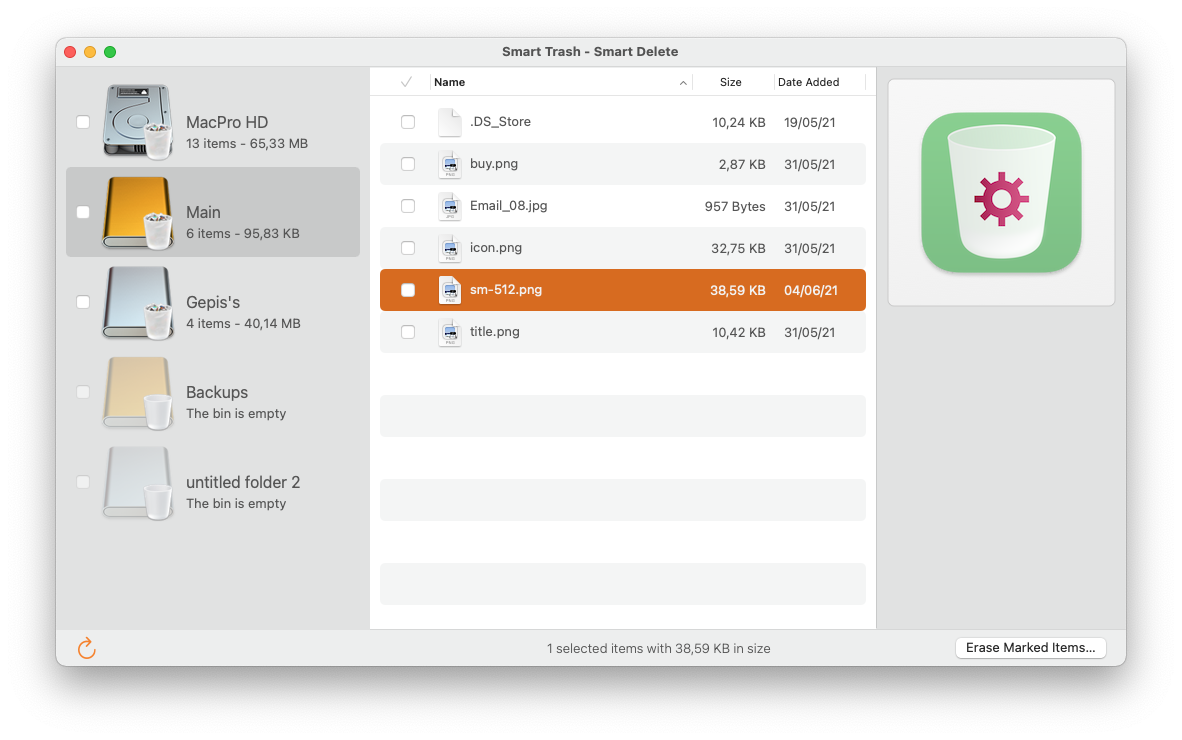 Smart Trash - Smart Delete
MacPro HD
13 items - 65,33 MB
Main
6 items - 95,83 KB
Gepis's
4 items - 40,14 MB
Backups
The bin is empty
untitled folder 2
The bin is empty
Name Size Date Added
.DS_Store 10,24 KB 19/05/21
buy.png 2,87 KB 31/05/21
Email_08.jpg 957 Bytes 31/05/21
icon.png 32,75 KB 31/05/21
sm-512.png 38,59 KB 04/06/21
title.png 10,42 KB 31/05/21
1 selected items with 38,59 KB in size
Erase Marked Items...